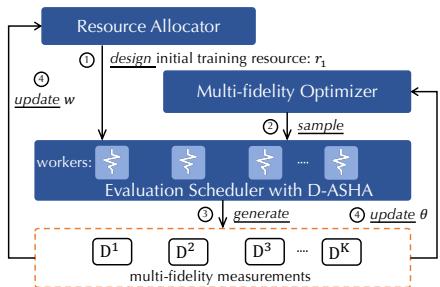 Resource Allocator
① design initial training resource: r₁
④
update w
Multi-fidelity Optimizer
② sample
workers: ....
Evaluation Scheduler with D-ASHA
③ generate
④ update θ
D¹ D² D³ .... Dᴷ
multi-fidelity measurements